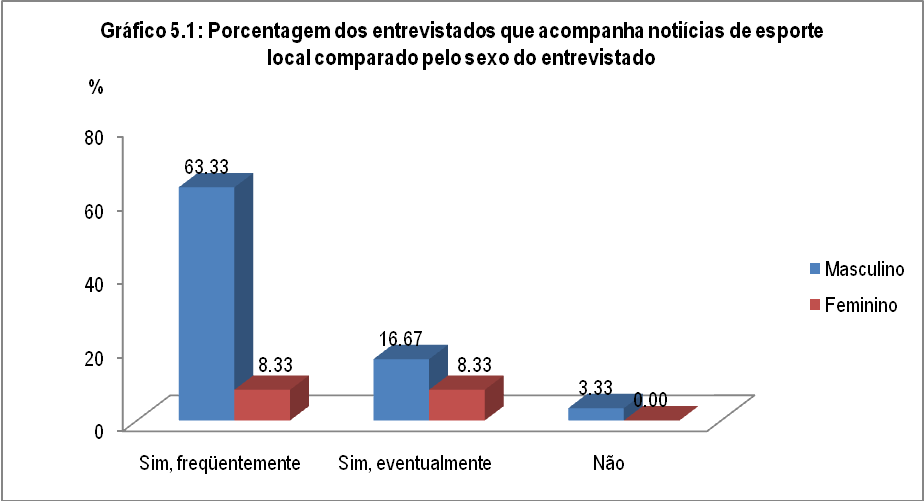 Gráfico 5.1: Porcentagem dos entrevistados que acompanha notiícias de esporte
local comparado pelo sexo do entrevistado
%
80
60
40
20
0
63.33
8.33
16.67
8.33
3.33
0.00
Sim, freqüentemente
Sim, eventualmente
Não
Masculino
Feminino